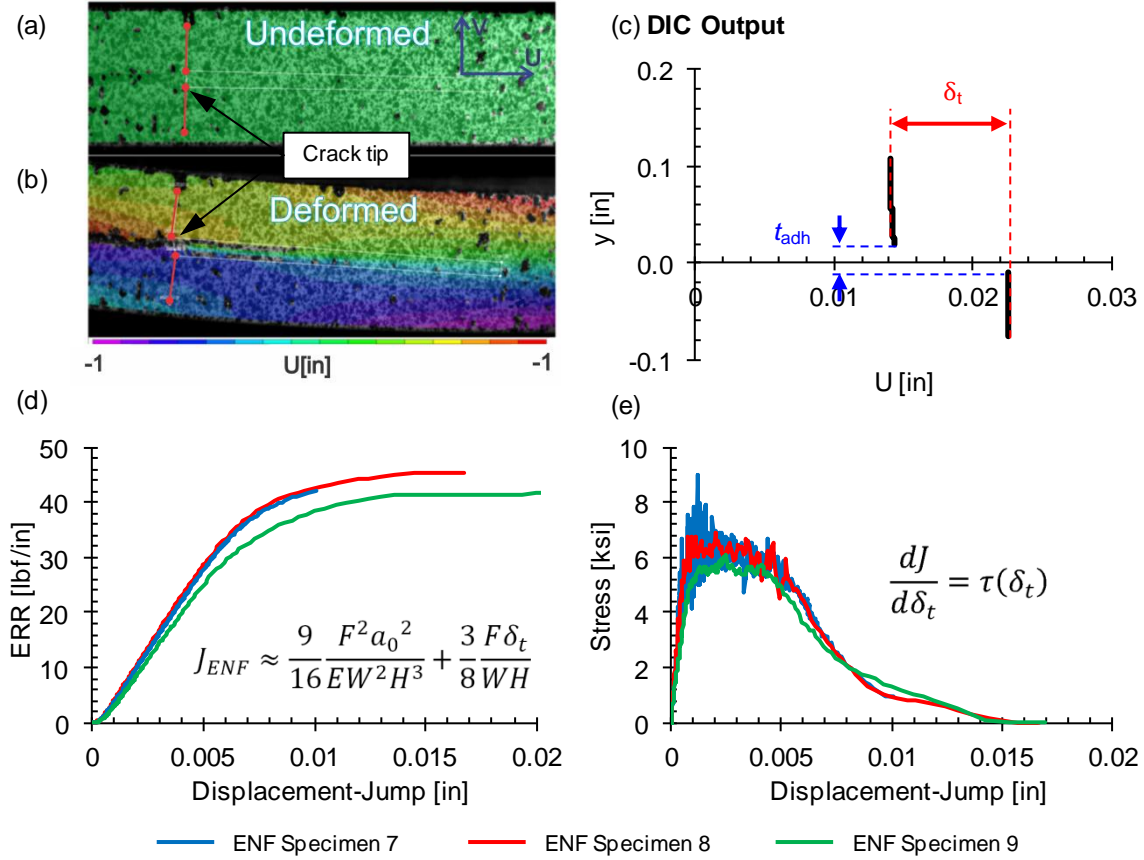 (a)
Undeformed
V
U
Crack tip
(b)
Deformed
-1
U[in]
-1
(c) DIC Output
0.2
0.1
0.0
-0.1
y [in]
0
0.01
0.02
0.03
U [in]
δt
tadh
(d)
50
40
30
20
10
0
ERR [lbf/in]
0
0.005
0.01
0.015
0.02
Displacement-Jump [in]
J_ENF ≈ 9/16 F²a₀²/EW²H³ + 3/8 Fδt/WH
(e)
10
8
6
4
2
0
Stress [ksi]
0
0.005
0.01
0.015
0.02
Displacement-Jump [in]
dJ/dδt = τ(δt)
ENF Specimen 7
ENF Specimen 8
ENF Specimen 9